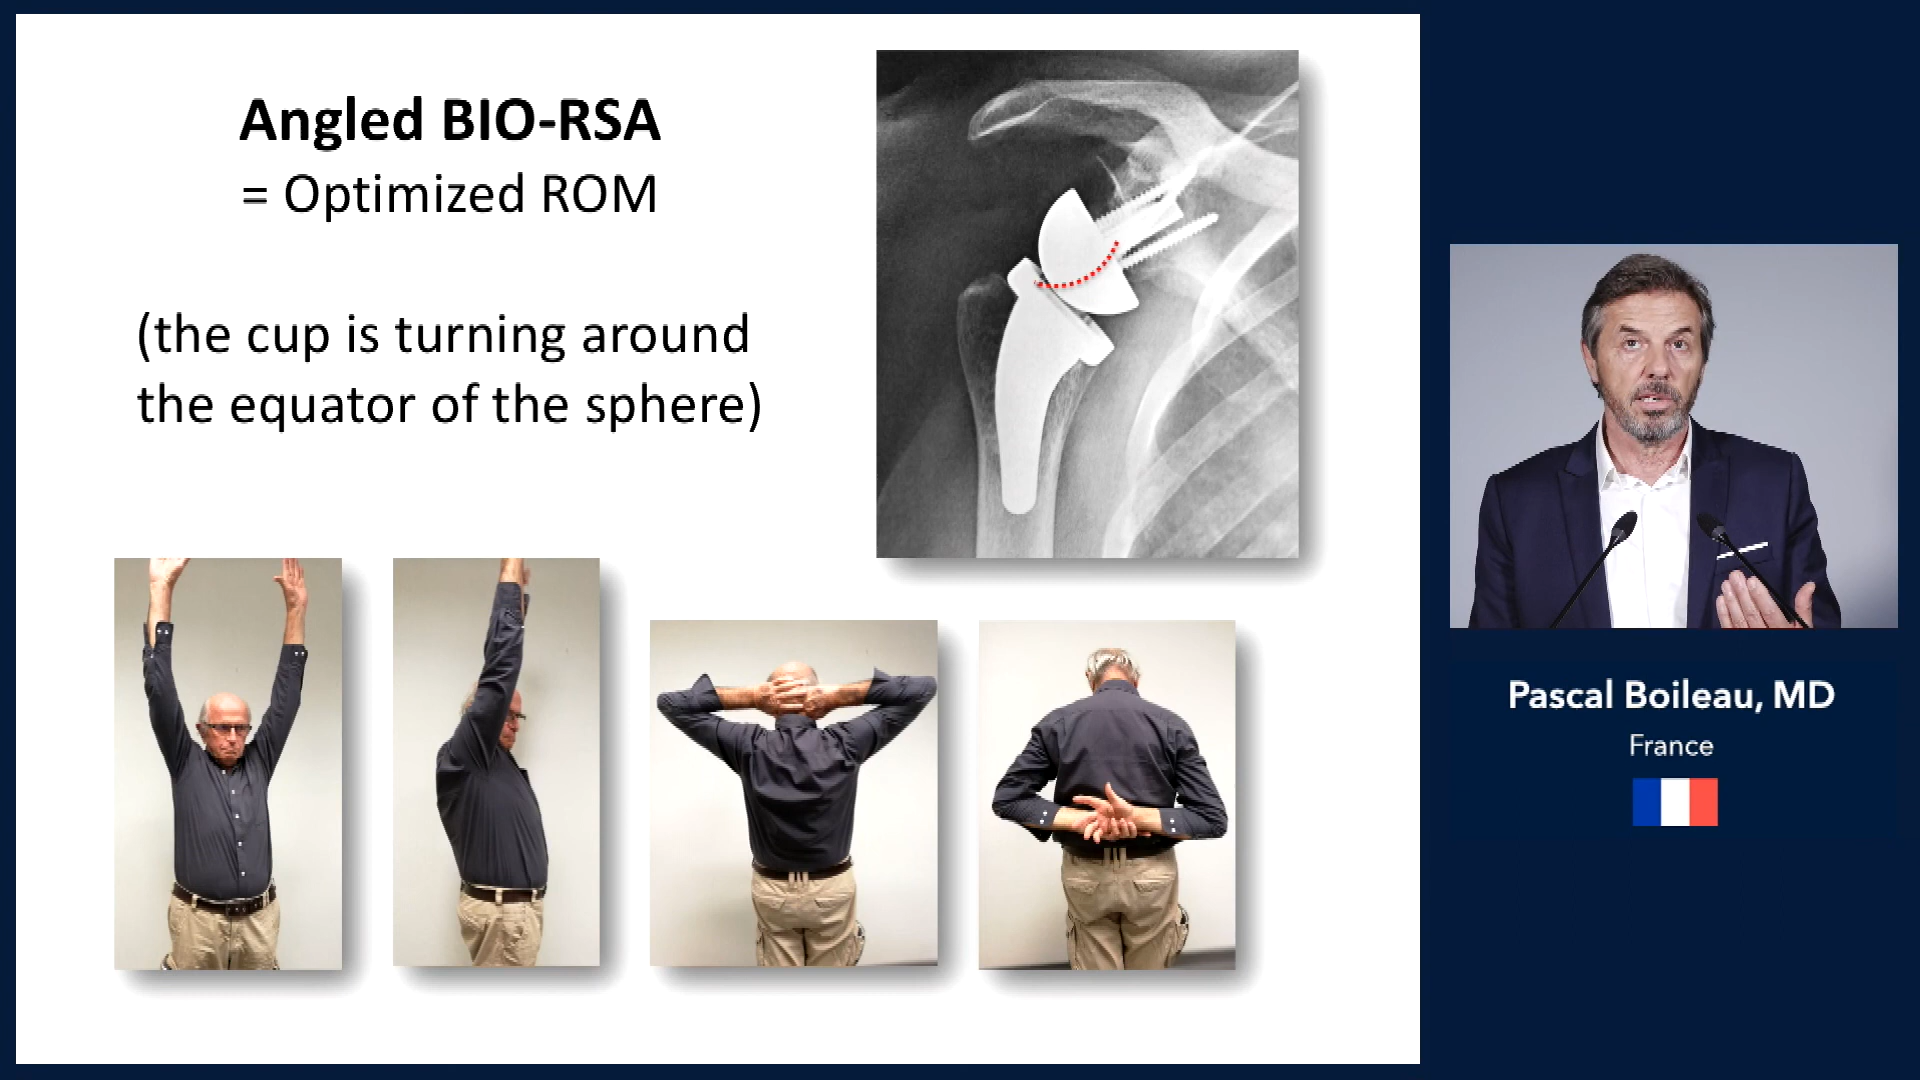 Angled BIO-RSA
= Optimized ROM
(the cup is turning around
the equator of the sphere)
Pascal Boileau, MD
France